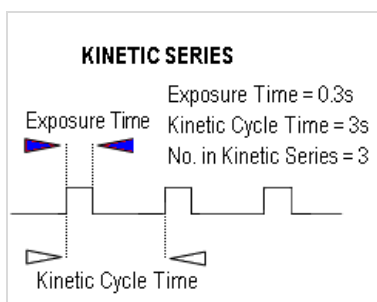 KINETIC SERIES
Exposure Time = 0.3s
Exposure Time
Kinetic Cycle Time = 3s
No. in Kinetic Series = 3
Kinetic Cycle Time